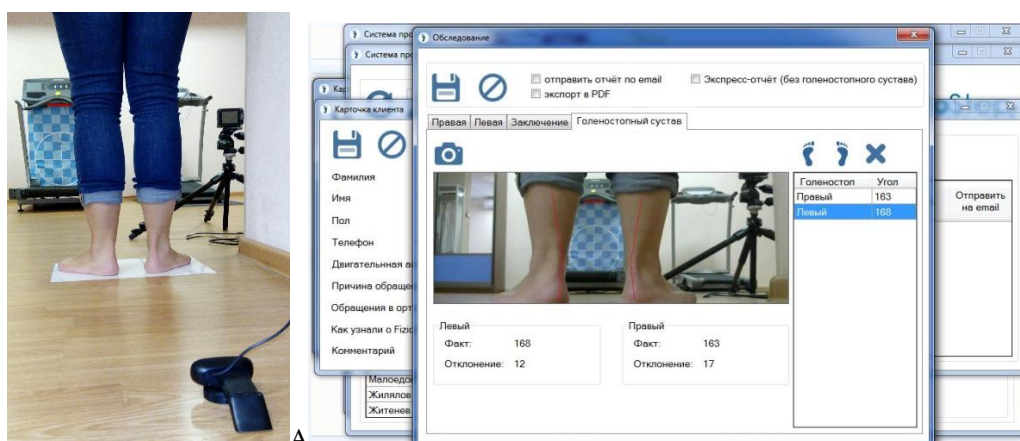 Система про
Обследование
Система про
отправить отчёт по email
Экспресс-отчёт (без голеностопного сустава)
экспорт в PDF
Карточка клиента
Правая
Левая
Заключение
Голеностопный сустав
Фамилия
Имя
Пол
Телефон
Двигательная а
Причина обращен
Обращения в орт
Как узнали о Fizio
Комментарий
Голеностоп Угол
Правый 163
Левый 168
Отправить
на email
Левый
Факт: 168
Отклонение: 12
Правый
Факт: 163
Отклонение: 17
Малоедо
Жилялов
Житенев
А